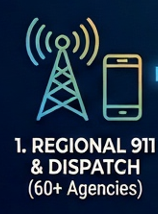 1. REGIONAL 911
& DISPATCH
(60+ Agencies)